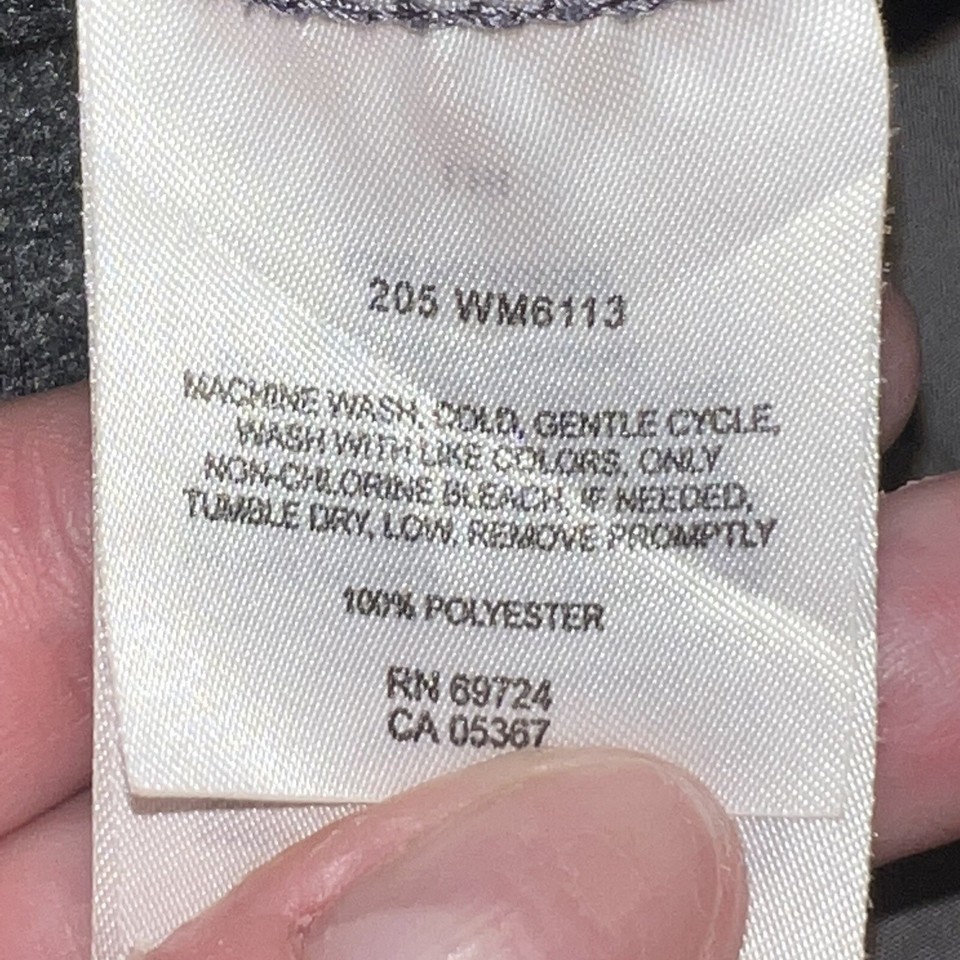 205 WM6113
MACHINE WASH, COLD, GENTLE CYCLE,
WASH WITH LIKE COLORS, ONLY
NON-CHLORINE BLEACH, IF NEEDED,
TUMBLE DRY, LOW, REMOVE PROMPTLY
100% POLYESTER
RN 69724
CA 05367